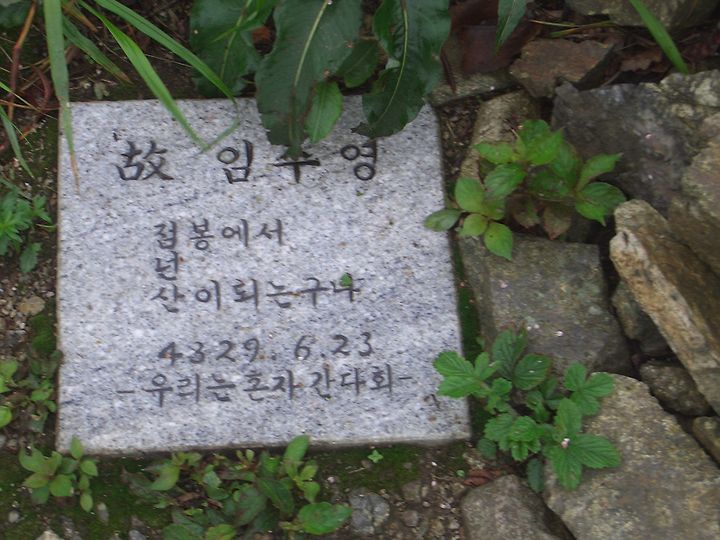 故 임수영
점봉에서
넌
산이되는구나
4329. 6. 23
-우리는혼자간다회-